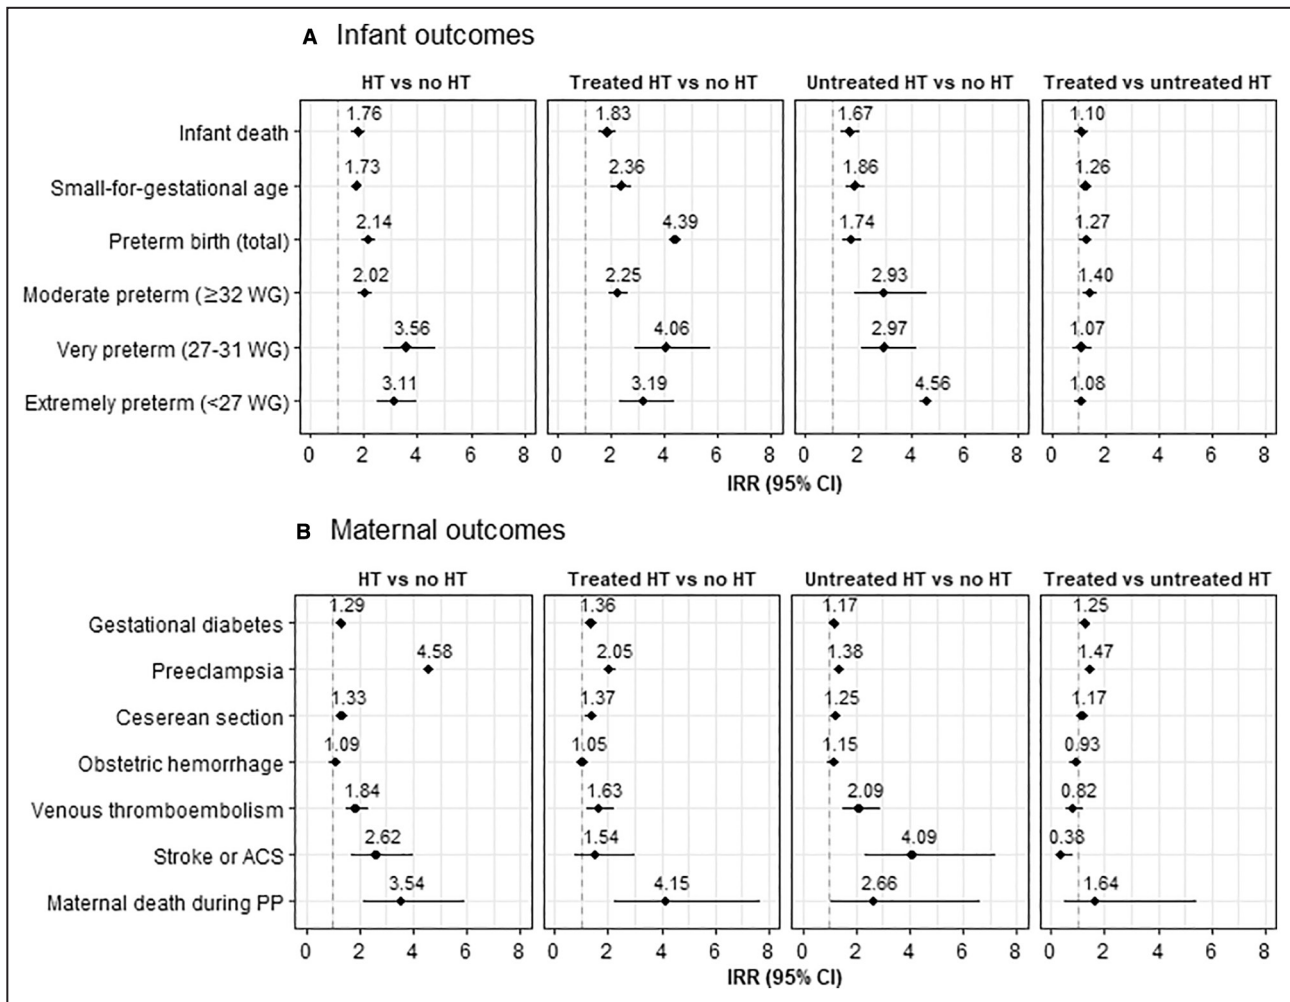 A Infant outcomes
HT vs no HT Treated HT vs no HT Untreated HT vs no HT Treated vs untreated HT
Infant death 1.76 1.83 1.67 1.10
Small-for-gestational age 1.73 2.36 1.86 1.26
Preterm birth (total) 2.14 4.39 1.74 1.27
Moderate preterm (≥32 WG) 2.02 2.25 2.93 1.40
Very preterm (27-31 WG) 3.56 4.06 2.97 1.07
Extremely preterm (<27 WG) 3.11 3.19 4.56 1.08
0 2 4 6 8 0 2 4 6 8 0 2 4 6 8 0 2 4 6 8
IRR (95% CI)
B Maternal outcomes
HT vs no HT Treated HT vs no HT Untreated HT vs no HT Treated vs untreated HT
Gestational diabetes 1.29 1.36 1.17 1.25
Preeclampsia 4.58 2.05 1.38 1.47
Ceserean section 1.33 1.37 1.25 1.17
Obstetric hemorrhage 1.09 1.05 1.15 0.93
Venous thromboembolism 1.84 1.63 2.09 0.82
Stroke or ACS 2.62 1.54 4.09 0.38
Maternal death during PP 3.54 4.15 2.66 1.64
0 2 4 6 8 0 2 4 6 8 0 2 4 6 8 0 2 4 6 8
IRR (95% CI)